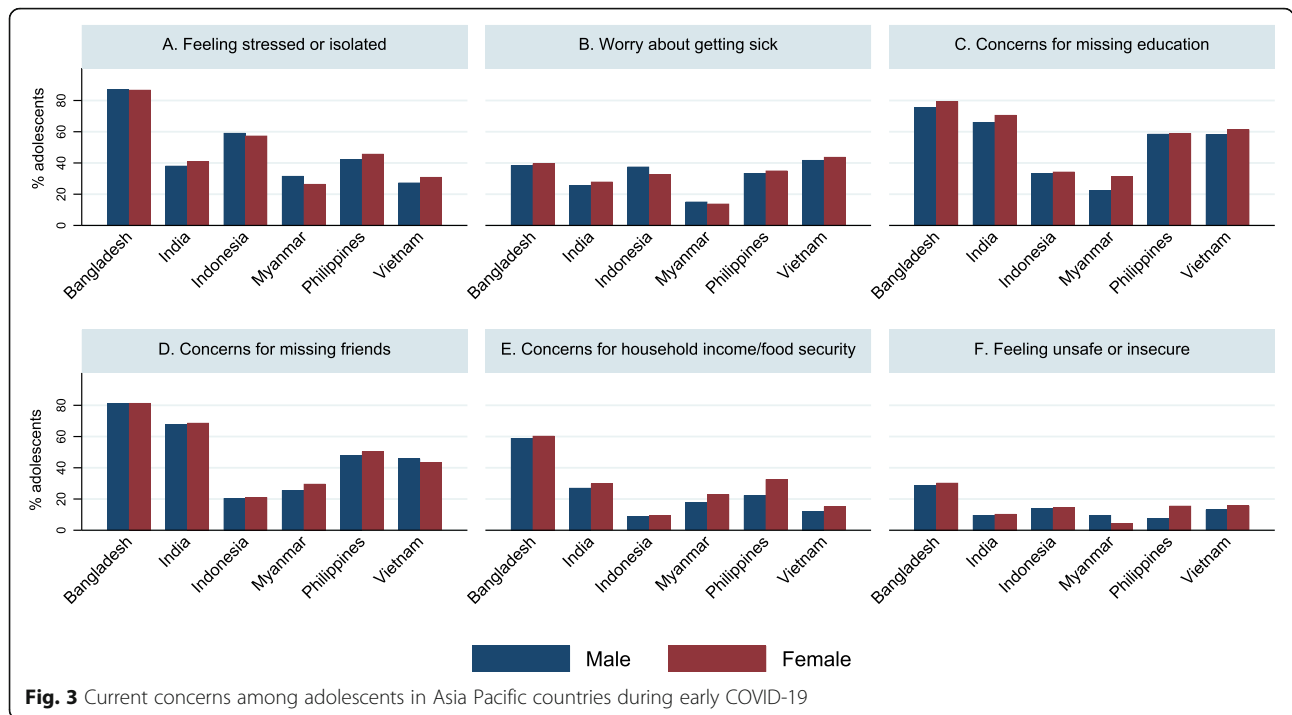 A. Feeling stressed or isolated
B. Worry about getting sick
C. Concerns for missing education
% adolescents
0
20
40
60
80
Bangladesh
India
Indonesia
Myanmar
Philippines
Vietnam
Bangladesh
India
Indonesia
Myanmar
Philippines
Vietnam
Bangladesh
India
Indonesia
Myanmar
Philippines
Vietnam
D. Concerns for missing friends
E. Concerns for household income/food security
F. Feeling unsafe or insecure
% adolescents
0
20
40
60
80
Bangladesh
India
Indonesia
Myanmar
Philippines
Vietnam
Bangladesh
India
Indonesia
Myanmar
Philippines
Vietnam
Bangladesh
India
Indonesia
Myanmar
Philippines
Vietnam
Male
Female
Fig. 3 Current concerns among adolescents in Asia Pacific countries during early COVID-19